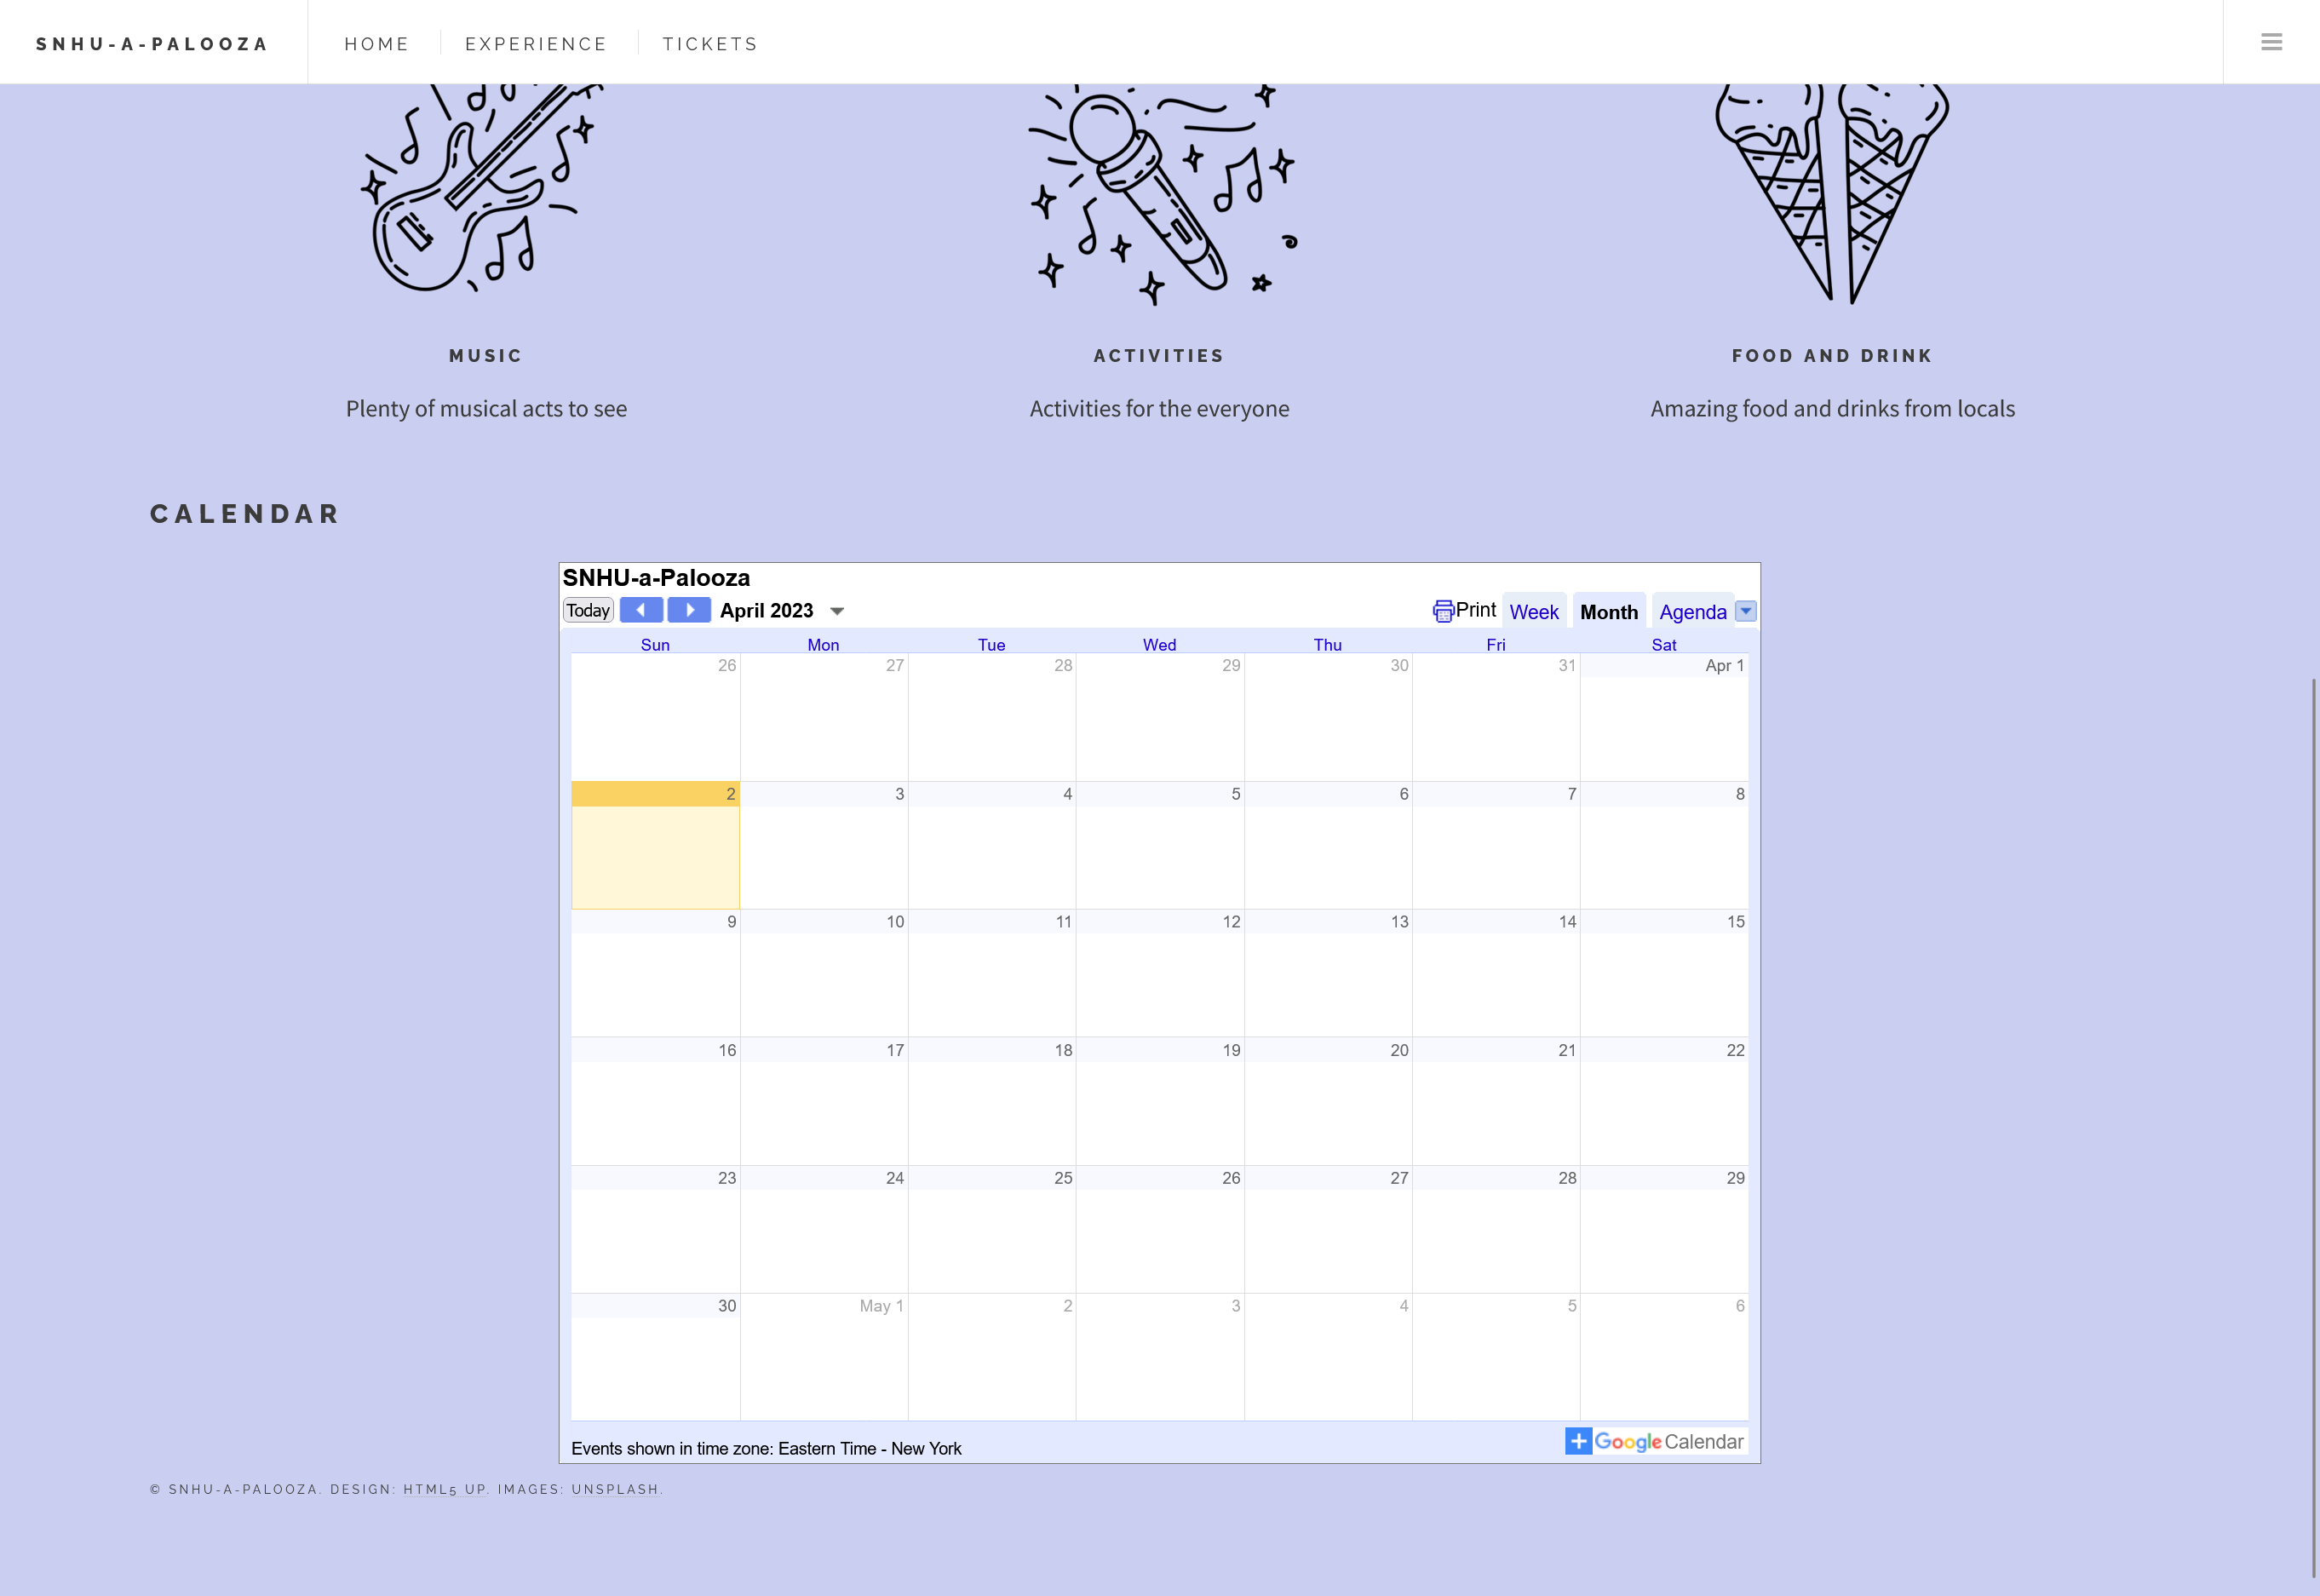 SNHU-A-PALOOZA HOME EXPERIENCE TICKETS
MUSIC ACTIVITIES FOOD AND DRINK
Plenty of musical acts to see Activities for the everyone Amazing food and drinks from locals
CALENDAR
SNHU-a-Palooza
Today April 2023 Print Week Month Agenda
Sun Mon Tue Wed Thu Fri Sat
26 27 28 29 30 31 Apr 1
2 3 4 5 6 7 8
9 10 11 12 13 14 15
16 17 18 19 20 21 22
23 24 25 26 27 28 29
30 May 1 2 3 4 5 6
Events shown in time zone: Eastern Time - New York Google Calendar
© SNHU-A-PALOOZA. DESIGN: HTML5 UP. IMAGES: UNSPLASH.